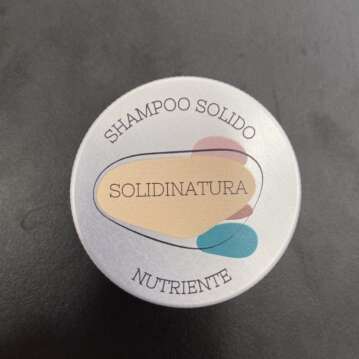 SHAMPOO SOLIDO
SOLIDINATURA
NUTRIENTE